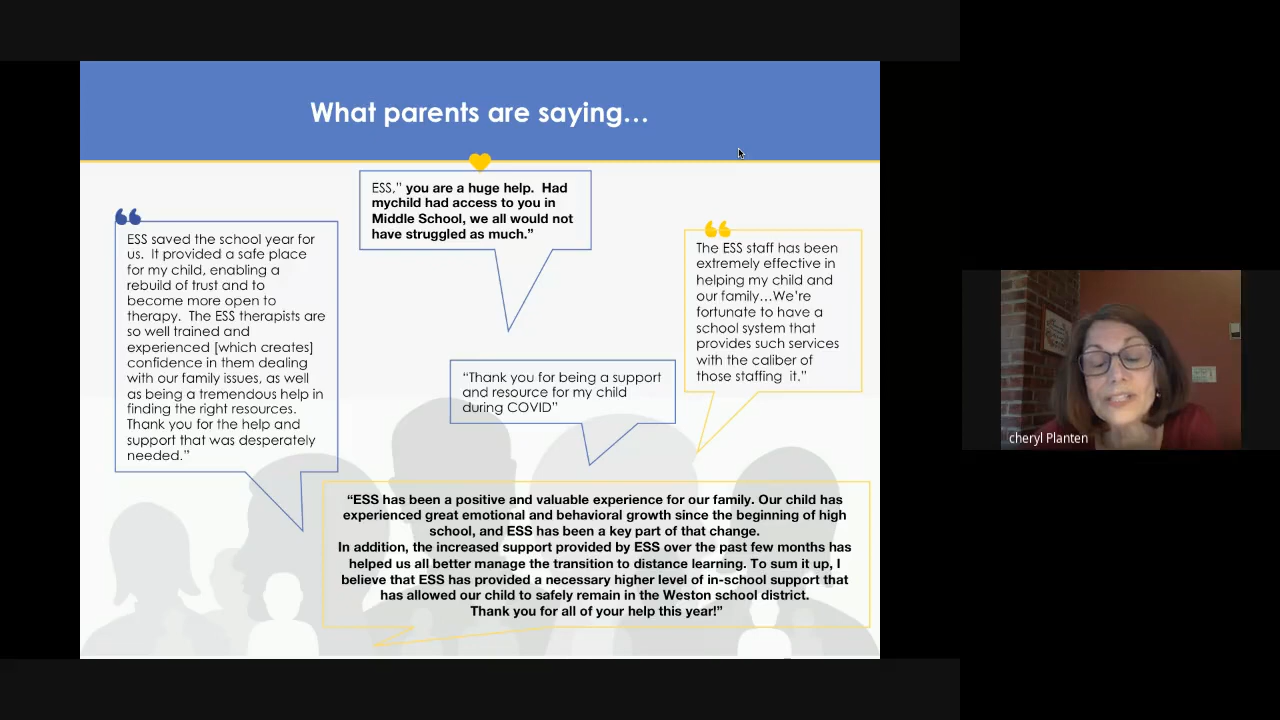 What parents are saying...
ESS,” you are a huge help. Had
mychild had access to you in
Middle School, we all would not
have struggled as much.”
ESS saved the school year for
us. It provided a safe place
for my child, enabling a
rebuild of trust and to
become more open to
therapy. The ESS therapists are
so well trained and
experienced [which creates]
confidence in them dealing
with our family issues, as well
as being a tremendous help in
finding the right resources.
Thank you for the help and
support that was desperately
needed.”
The ESS staff has been
extremely effective in
helping my child and
our family...We’re
fortunate to have a
school system that
provides such services
with the caliber of
those staffing it.”
“Thank you for being a support
and resource for my child
during COVID”
“ESS has been a positive and valuable experience for our family. Our child has
experienced great emotional and behavioral growth since the beginning of high
school, and ESS has been a key part of that change.
In addition, the increased support provided by ESS over the past few months has
helped us all better manage the transition to distance learning. To sum it up, I
believe that ESS has provided a necessary higher level of in-school support that
has allowed our child to safely remain in the Weston school district.
Thank you for all of your help this year!”
cheryl Planten